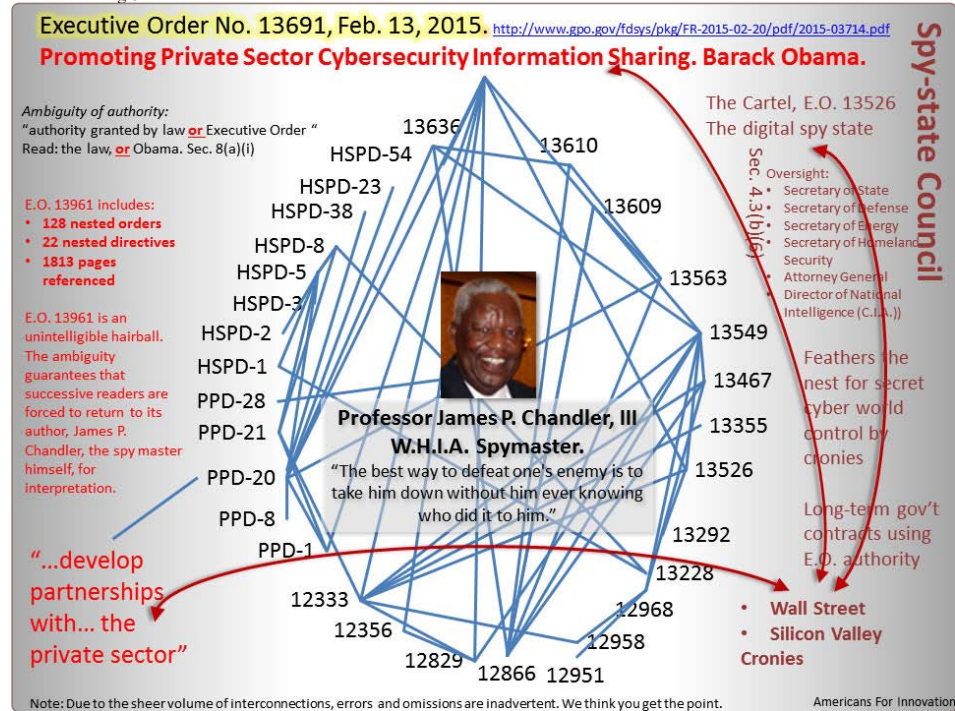 Executive Order No. 13691, Feb. 13, 2015. http://www.gpo.gov/fdsys/pkg/FR-2015-02-20/pdf/2015-03714.pdf
Promoting Private Sector Cybersecurity Information Sharing. Barack Obama.
Spy-state Council
Ambiguity of authority:
"authority granted by law or Executive Order "
Read: the law, or Obama. Sec. 8(a)(i)
E.O. 13961 includes:
• 128 nested orders
• 22 nested directives
• 1813 pages
referenced
E.O. 13961 is an
unintelligible hairball.
The ambiguity
guarantees that
successive readers are
forced to return to its
author, James P.
Chandler, the spy master
himself, for
interpretation.
"…develop
partnerships
with… the
private sector"
13636
HSPD-54
HSPD-23
HSPD-38
HSPD-8
HSPD-5
HSPD-3
HSPD-2
HSPD-1
PPD-28
PPD-21
PPD-20
PPD-8
PPD-1
12333
12356
12829
12866
12951
12958
12968
13228
13292
13526
13355
13467
13549
13563
13609
13610
Professor James P. Chandler, III
W.H.I.A. Spymaster.
"The best way to defeat one's enemy is to
take him down without him ever knowing
who did it to him."
The Cartel, E.O. 13526
The digital spy state
Sec. 4.3(b)(6)
Oversight:
• Secretary of State
• Secretary of Defense
• Secretary of Energy
• Secretary of Homeland
Security
• Attorney General
• Director of National
Intelligence (C.I.A.))
Feathers the
nest for secret
cyber world
control by
cronies
Long-term gov't
contracts using
E.O. authority
• Wall Street
• Silicon Valley
Cronies
Note: Due to the sheer volume of interconnections, errors and omissions are inadvertent. We think you get the point.
Americans For Innovation